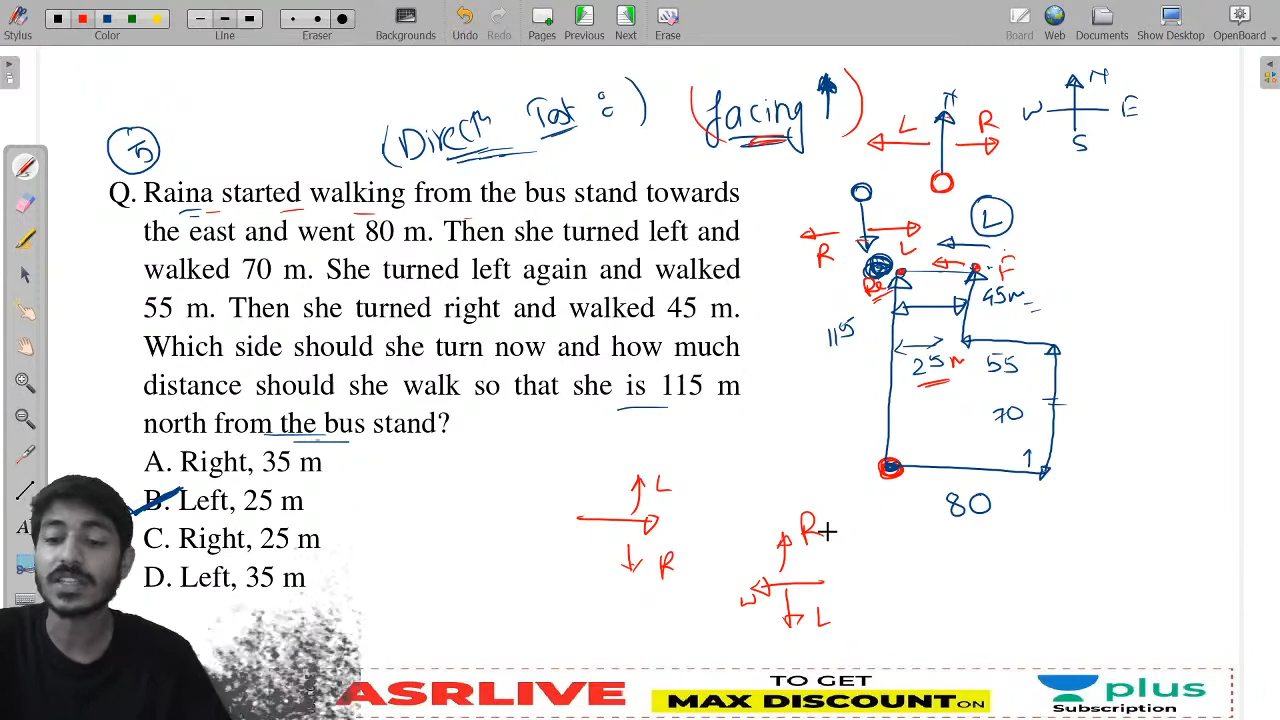 Stylus
Color
Line
Eraser
Backgrounds
Undo
Redo
Pages
Previous
Next
Erase
Board
Web
Documents
Show Desktop
OpenBoard
5
(Directn Test :)
(facing ↑)
L
N
R
N
W
E
S
Q. Raina started walking from the bus stand towards
the east and went 80 m. Then she turned left and
walked 70 m. She turned left again and walked
55 m. Then she turned right and walked 45 m.
Which side should she turn now and how much
distance should she walk so that she is 115 m
north from the bus stand?
A. Right, 35 m
B. Left, 25 m
C. Right, 25 m
D. Left, 35 m
L
R
L
F
45m
115
25m
55
70
80
L
R
R
W
L
ASRLIVE
TO GET
MAX DISCOUNT ON
plus
Subscription